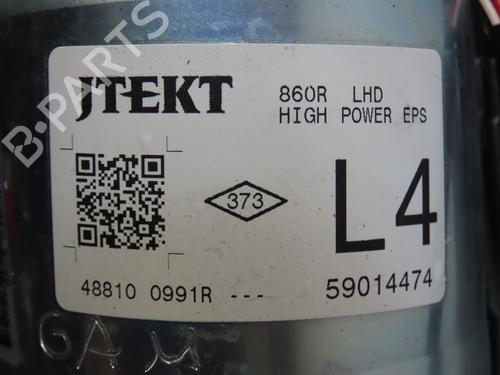 B-PARTS
JTEKT
860R LHD
HIGH POWER EPS
373
L4
48810 0991R ---
59014474